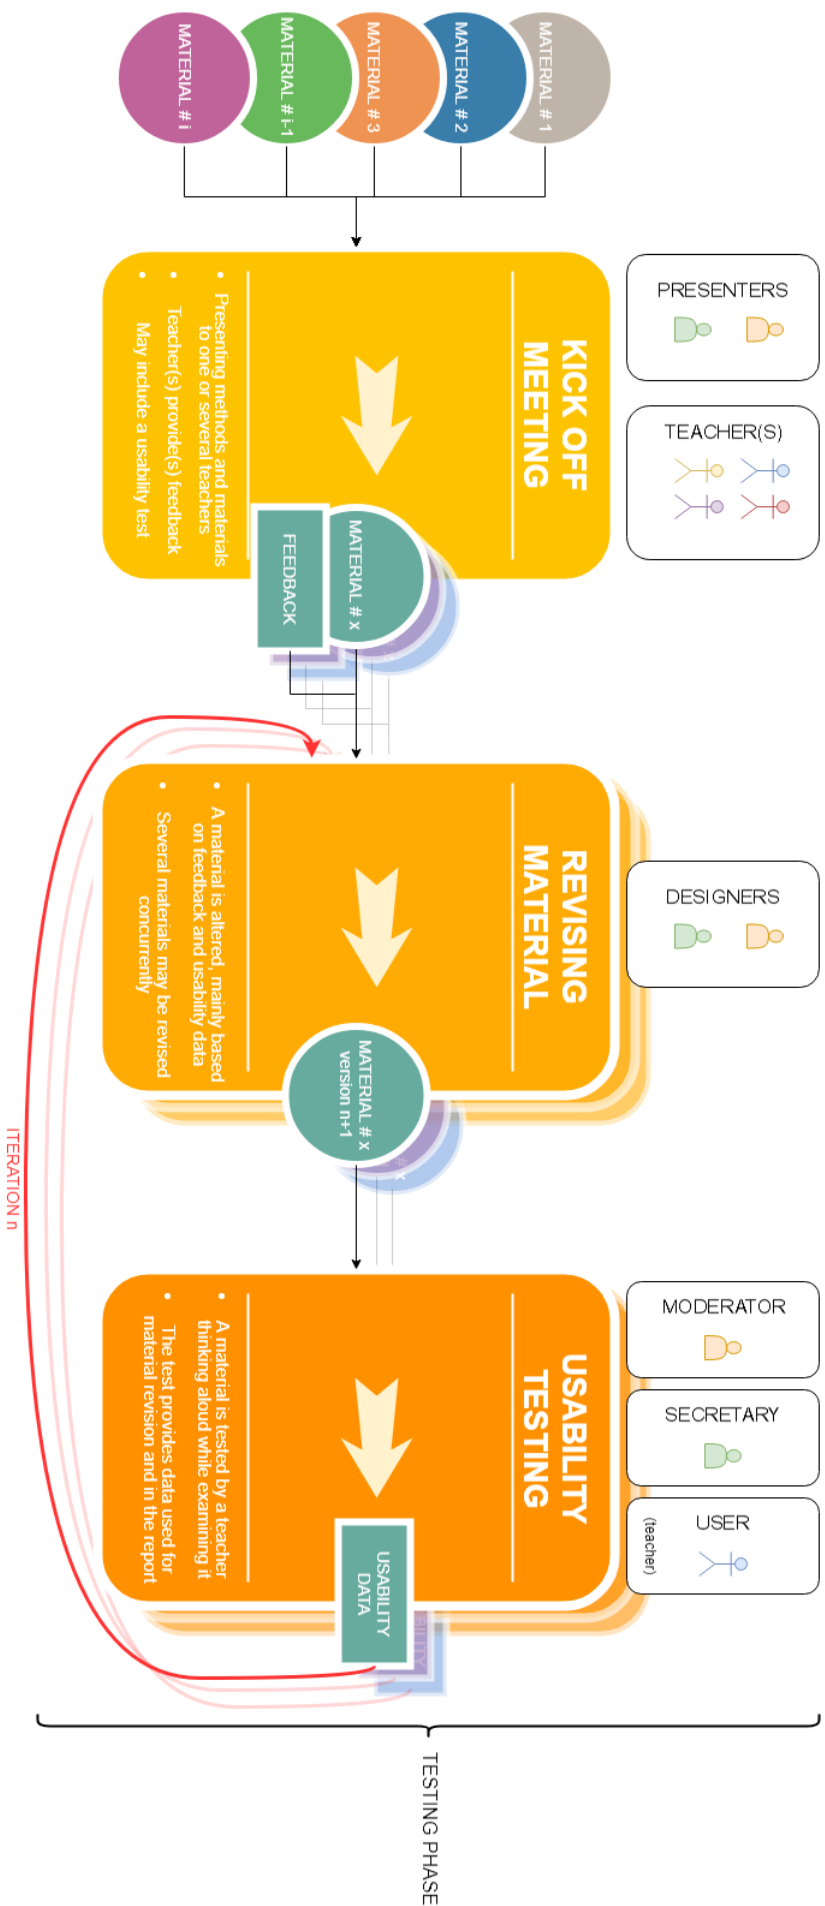 MATERIAL # 1
MATERIAL # 2
MATERIAL # 3
MATERIAL # i-1
MATERIAL # i
PRESENTERS
TEACHER(S)
KICK OFF
MEETING
Presenting methods and materials
to one or several teachers
Teacher(s) provide(s) feedback
May include a usability test
MATERIAL # x
FEEDBACK
DESIGNERS
REVISING
MATERIAL
A material is altered, mainly based
on feedback and usability data
Several materials may be revised
concurrently
MATERIAL # x
version n+1
# x
ITERATION n
MODERATOR
SECRETARY
USER
(teacher)
USABILITY
TESTING
A material is tested by a teacher
thinking aloud while examining it
The test provides data used for
material revision and in the report
USABILITY
DATA
BILITY
TESTING PHASE